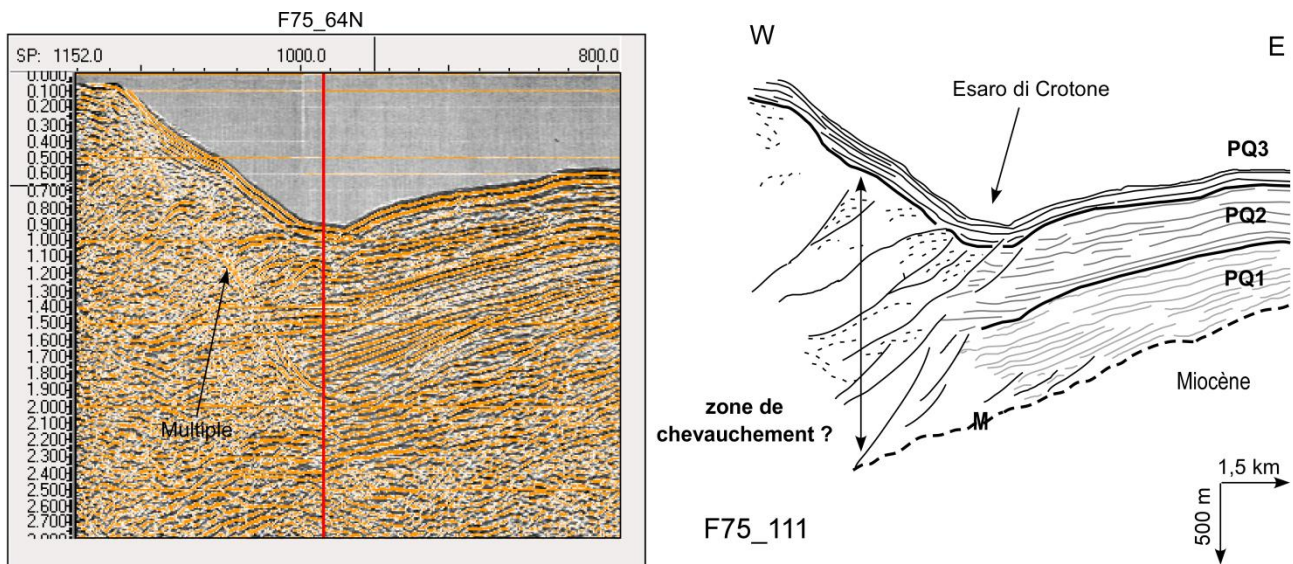 F75_64N
SP: 1152.0 1000.0 800.0
0.000
0.100
0.200
0.300
0.400
0.500
0.600
0.700
0.800
0.900
1.000
1.100
1.200
1.300
1.400
1.500
1.600
1.700
1.800
1.900
2.000
2.100
2.200
2.300
2.400
2.500
2.600
2.700
Multiple
W
E
Esaro di Crotone
PQ3
PQ2
PQ1
Miocène
zone de
chevauchement ?
M
1,5 km
500 m
F75_111